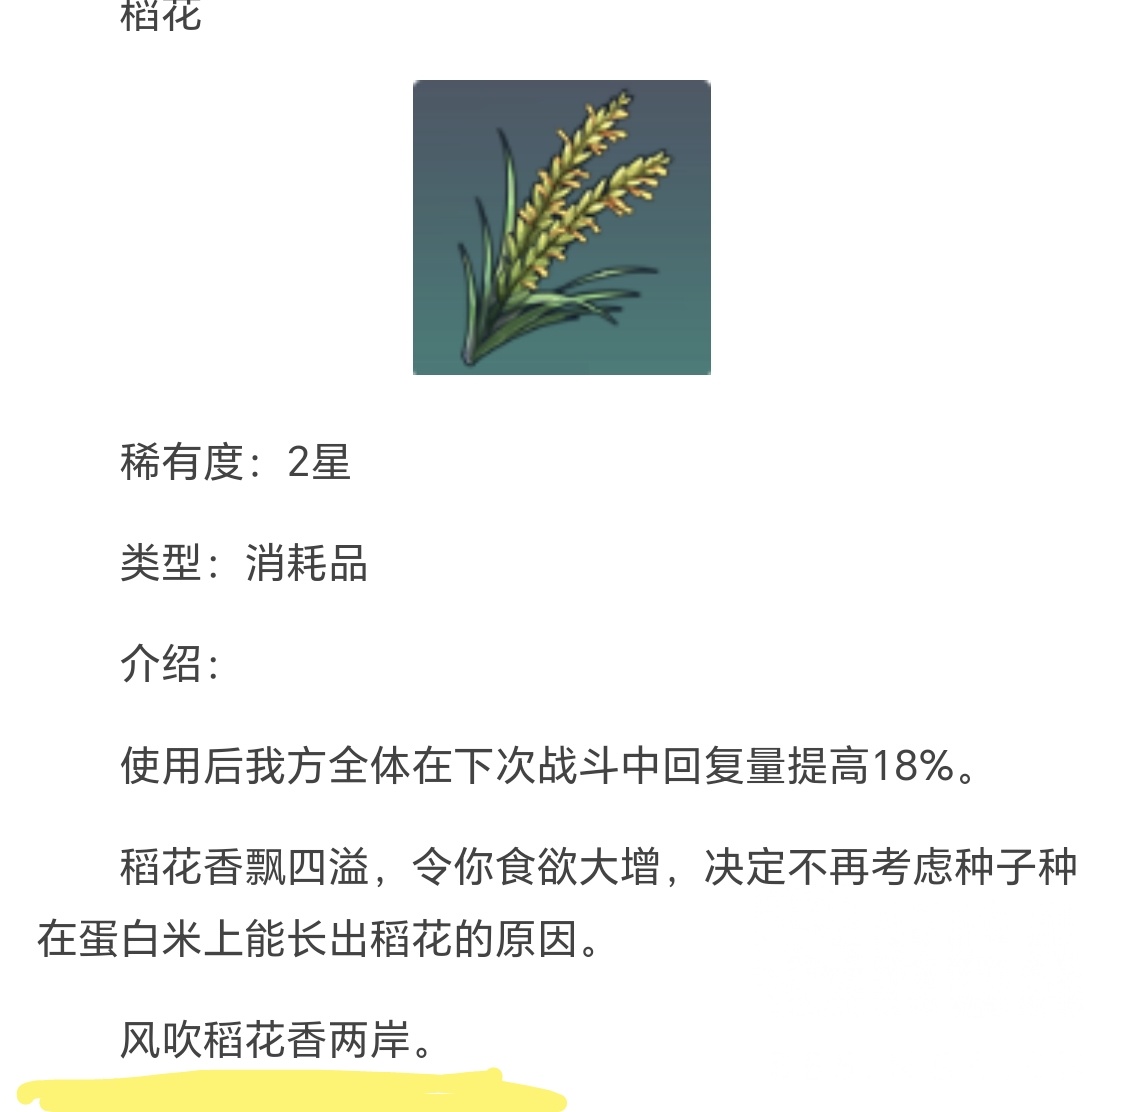 稻花
稀有度：2星
类型：消耗品
介绍：
使用后我方全体在下次战斗中回复量提高18%。
稻花香飘四溢，令你食欲大增，决定不再考虑种子种
在蛋白米上能长出稻花的原因。
风吹稻花香两岸。